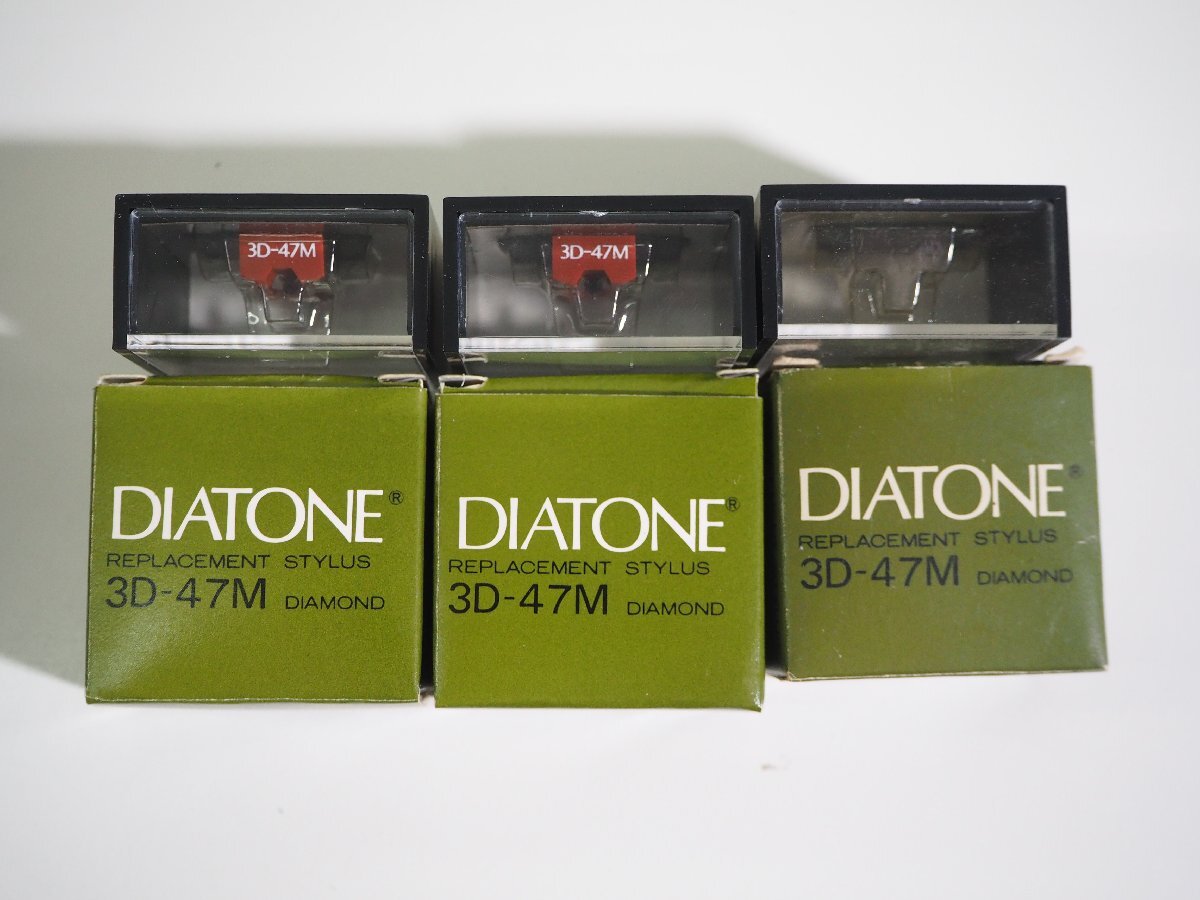 3D-47M
3D-47M
DIATONE®
REPLACEMENT STYLUS
3D-47M DIAMOND
DIATONE®
REPLACEMENT STYLUS
3D-47M DIAMOND
DIATONE®
REPLACEMENT STYLUS
3D-47M DIAMOND